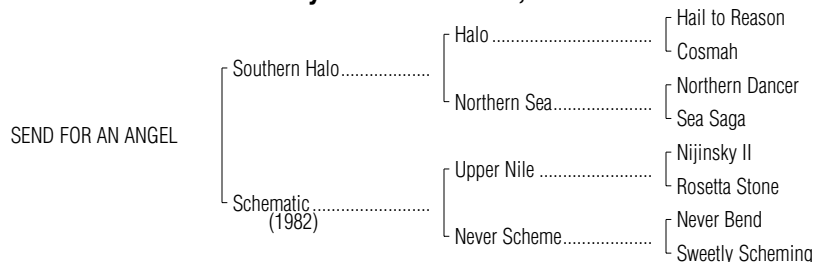 Halo
Hail to Reason
Cosmah
Southern Halo
Northern Sea
Northern Dancer
Sea Saga
SEND FOR AN ANGEL
Upper Nile
Nijinsky II
Rosetta Stone
Schematic
(1982)
Never Scheme
Never Bend
Sweetly Scheming